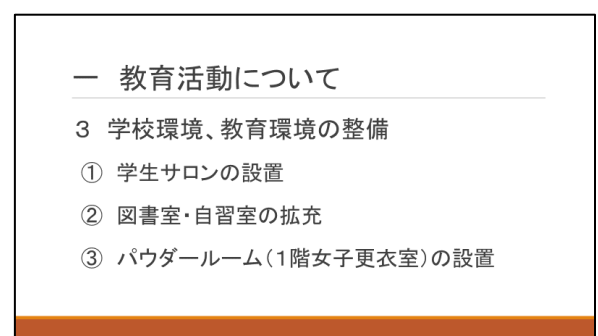 一 教育活動について
３ 学校環境、教育環境の整備
① 学生サロンの設置
② 図書室・自習室の拡充
③ パウダールーム（１階女子更衣室）の設置